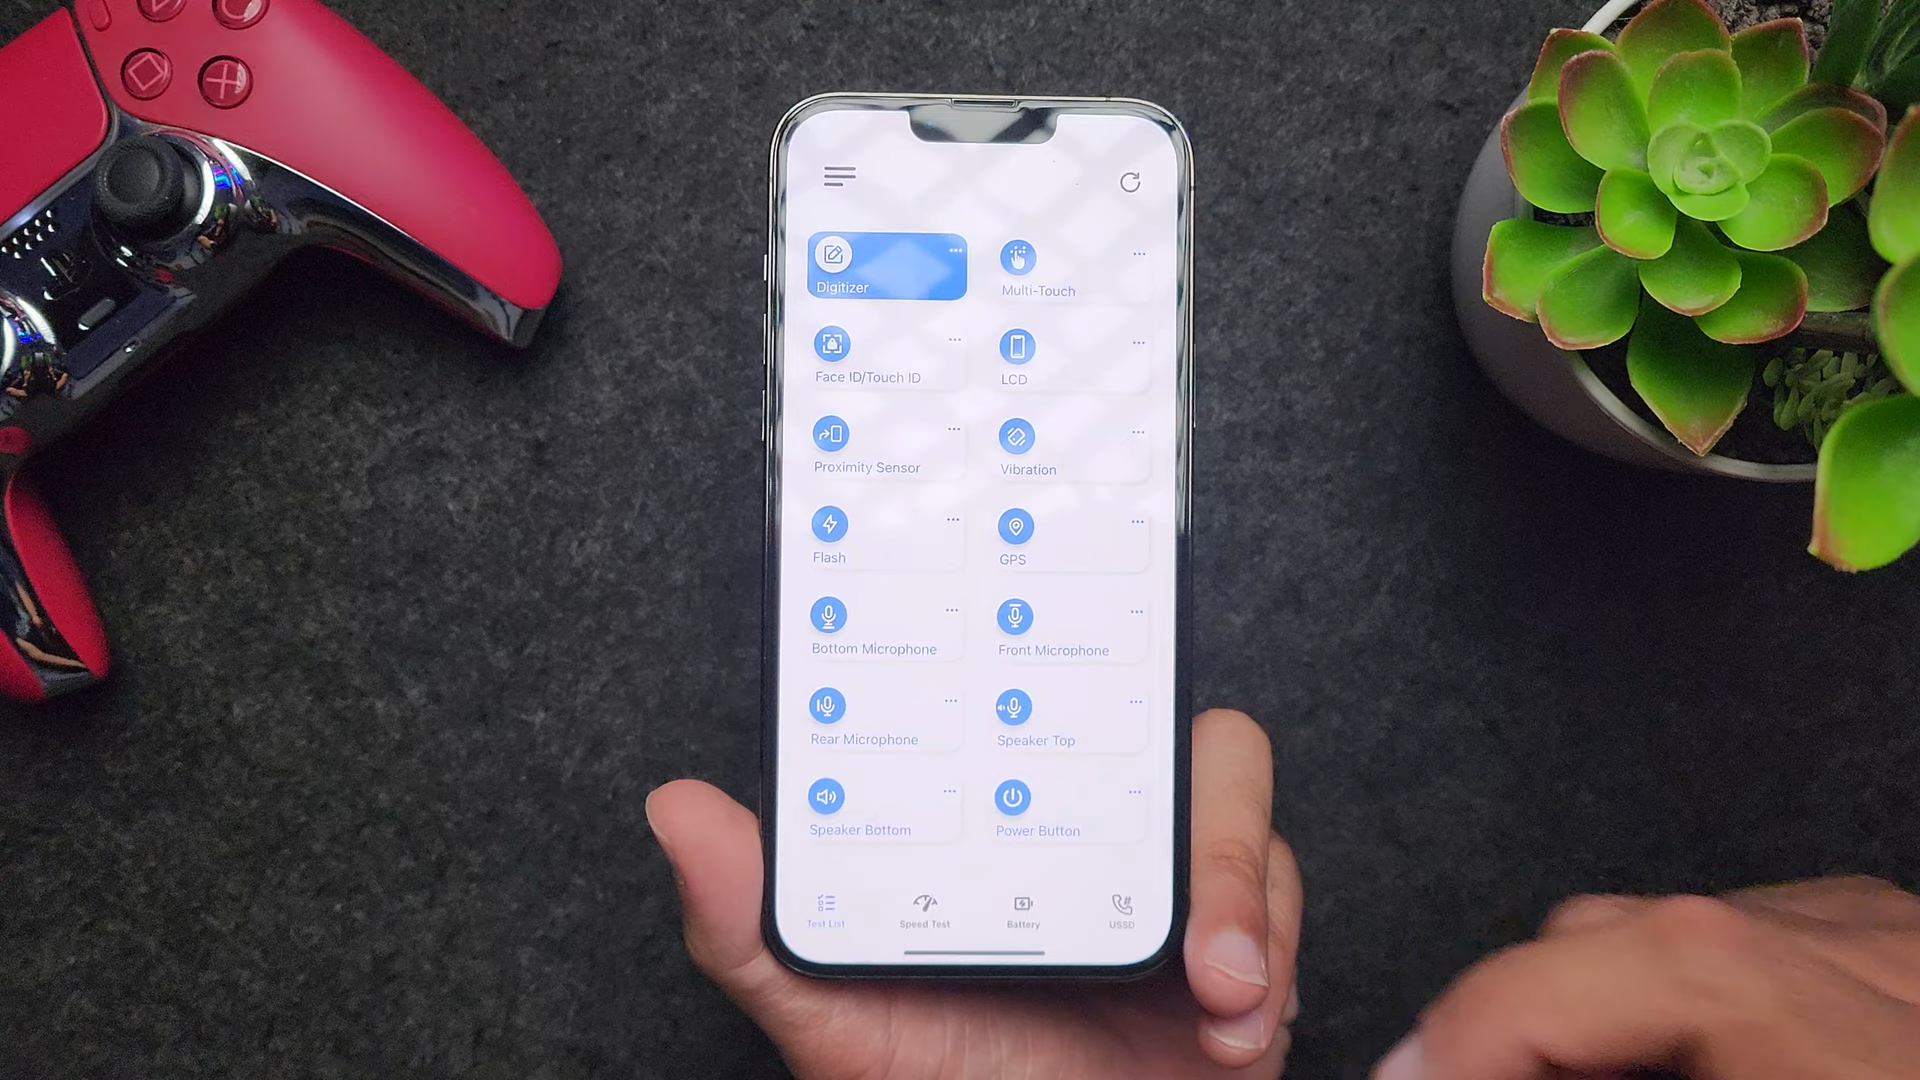 Digitizer
Multi-Touch
Face ID/Touch ID
LCD
Proximity Sensor
Vibration
Flash
GPS
Bottom Microphone
Front Microphone
Rear Microphone
Speaker Top
Speaker Bottom
Power Button
Test List
Speed Test
Battery
USSD